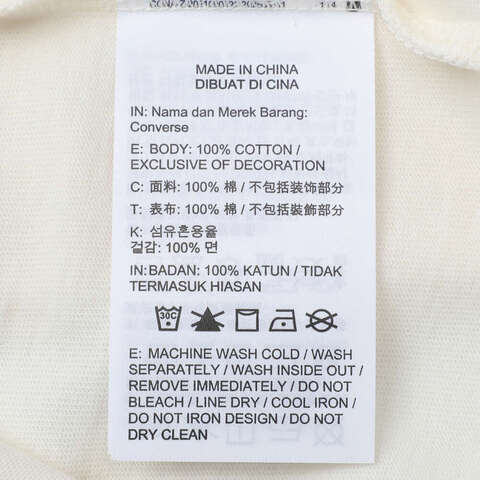 MADE IN CHINA
DIBUAT DI CINA
IN: Nama dan Merek Barang:
Converse
E: BODY: 100% COTTON /
EXCLUSIVE OF DECORATION
C: 面料: 100% 棉 / 不包括装饰部分
T: 表布: 100% 棉 / 不包括裝飾部分
K: 섬유혼용율
겉감: 100% 면
IN:BADAN: 100% KATUN / TIDAK
TERMASUK HIASAN
30C
E: MACHINE WASH COLD / WASH
SEPARATELY / WASH INSIDE OUT /
REMOVE IMMEDIATELY / DO NOT
BLEACH / LINE DRY / COOL IRON /
DO NOT IRON DESIGN / DO NOT
DRY CLEAN